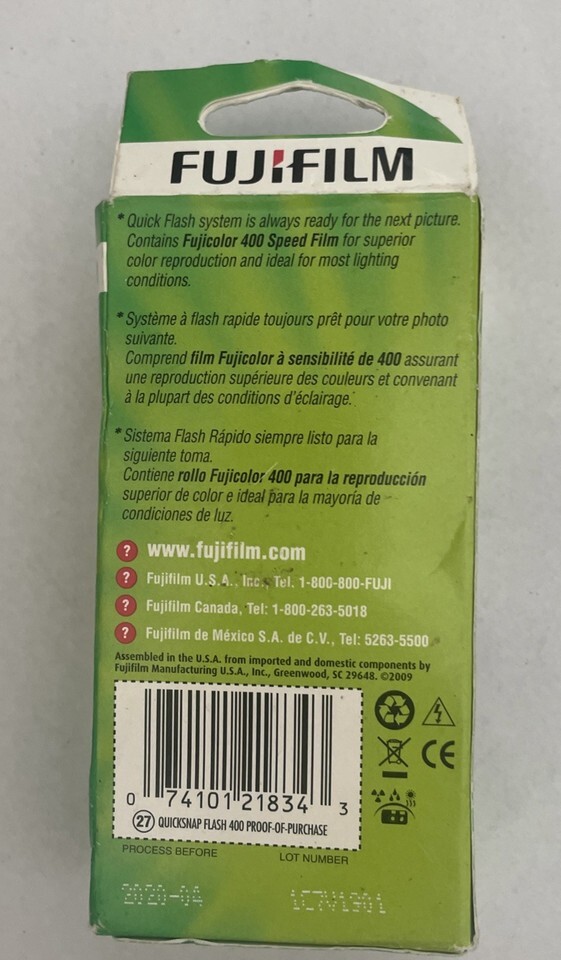 FUJIFILM
* Quick Flash system is always ready for the next picture.
Contains Fujicolor 400 Speed Film for superior
color reproduction and ideal for most lighting
conditions.
* Système à flash rapide toujours prêt pour votre photo
suivante.
Comprend film Fujicolor à sensibilité de 400 assurant
une reproduction supérieure des couleurs et convenant
à la plupart des conditions d'éclairage.
* Sistema Flash Rápido siempre listo para la
siguiente toma.
Contiene rollo Fujicolor 400 para la reproducción
superior de color e ideal para la mayoría de
condiciones de luz.
? www.fujifilm.com
? Fujifilm U.S.A., Inc., Tel. 1-800-800-FUJI
? Fujifilm Canada, Tel: 1-800-263-5018
? Fujifilm de México S.A. de C.V., Tel: 5263-5500
Assembled in the U.S.A. from imported and domestic components by
Fujifilm Manufacturing U.S.A., Inc., Greenwood, SC 29648. ©2009
0 74101 21834 3
27 QUICKSNAP FLASH 400 PROOF-OF-PURCHASE
CE
PROCESS BEFORE LOT NUMBER
2020-04 1C7V1901